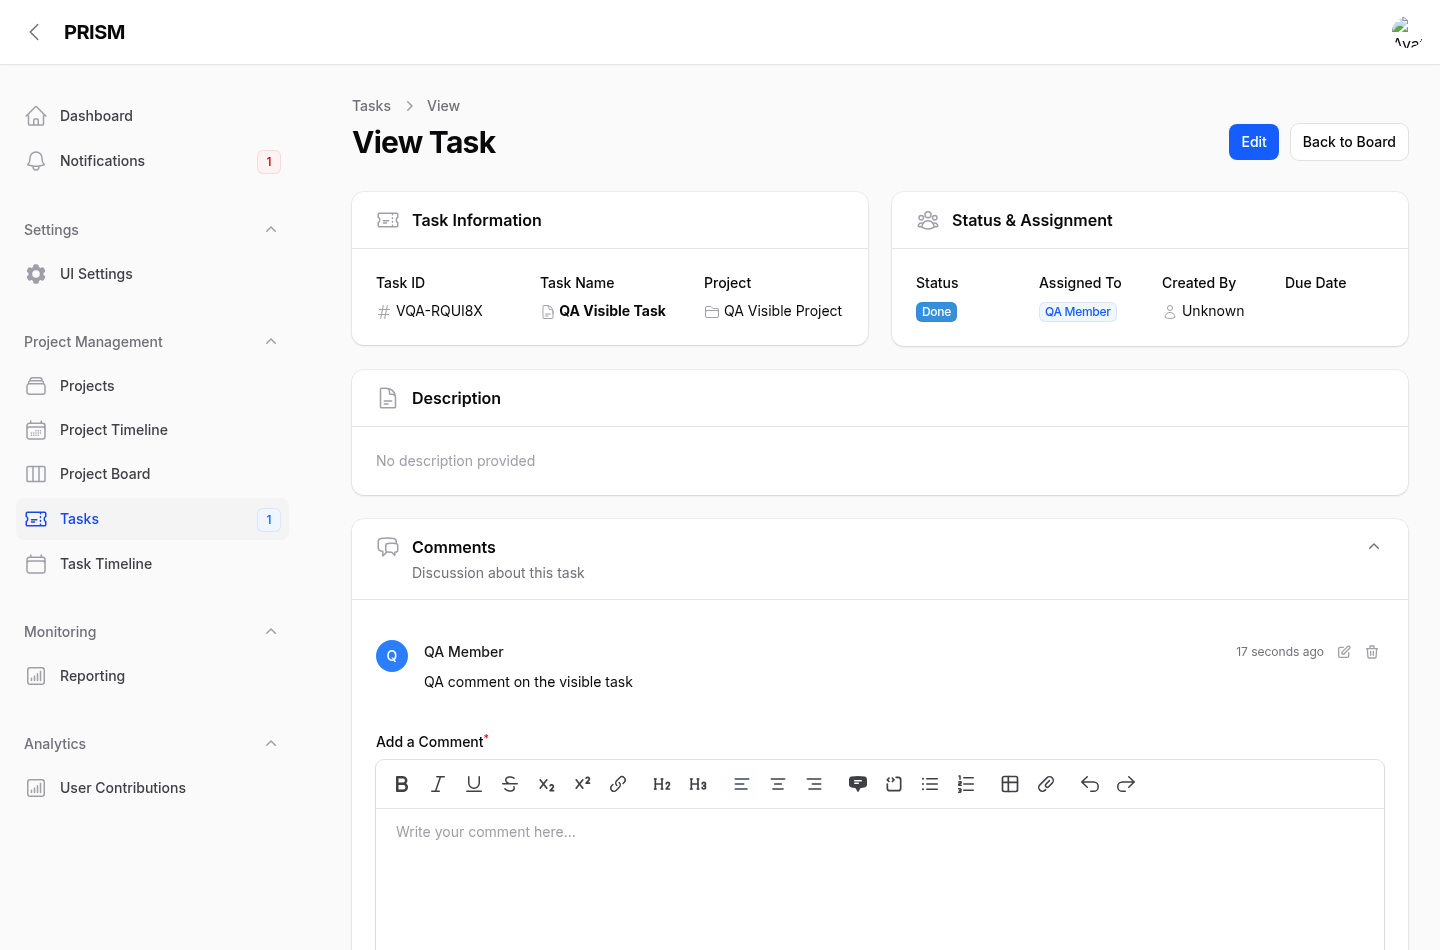 PRISM
Dashboard
Notifications 1
Settings
UI Settings
Project Management
Projects
Project Timeline
Project Board
Tasks 1
Task Timeline
Monitoring
Reporting
Analytics
User Contributions
Tasks View
View Task
Edit Back to Board
Task Information
Task ID Task Name Project
VQA-RQUI8X QA Visible Task QA Visible Project
Status & Assignment
Status Assigned To Created By Due Date
Done QA Member Unknown
Description
No description provided
Comments
Discussion about this task
Q QA Member 17 seconds ago
QA comment on the visible task
Add a Comment*
H2 H3
Write your comment here...